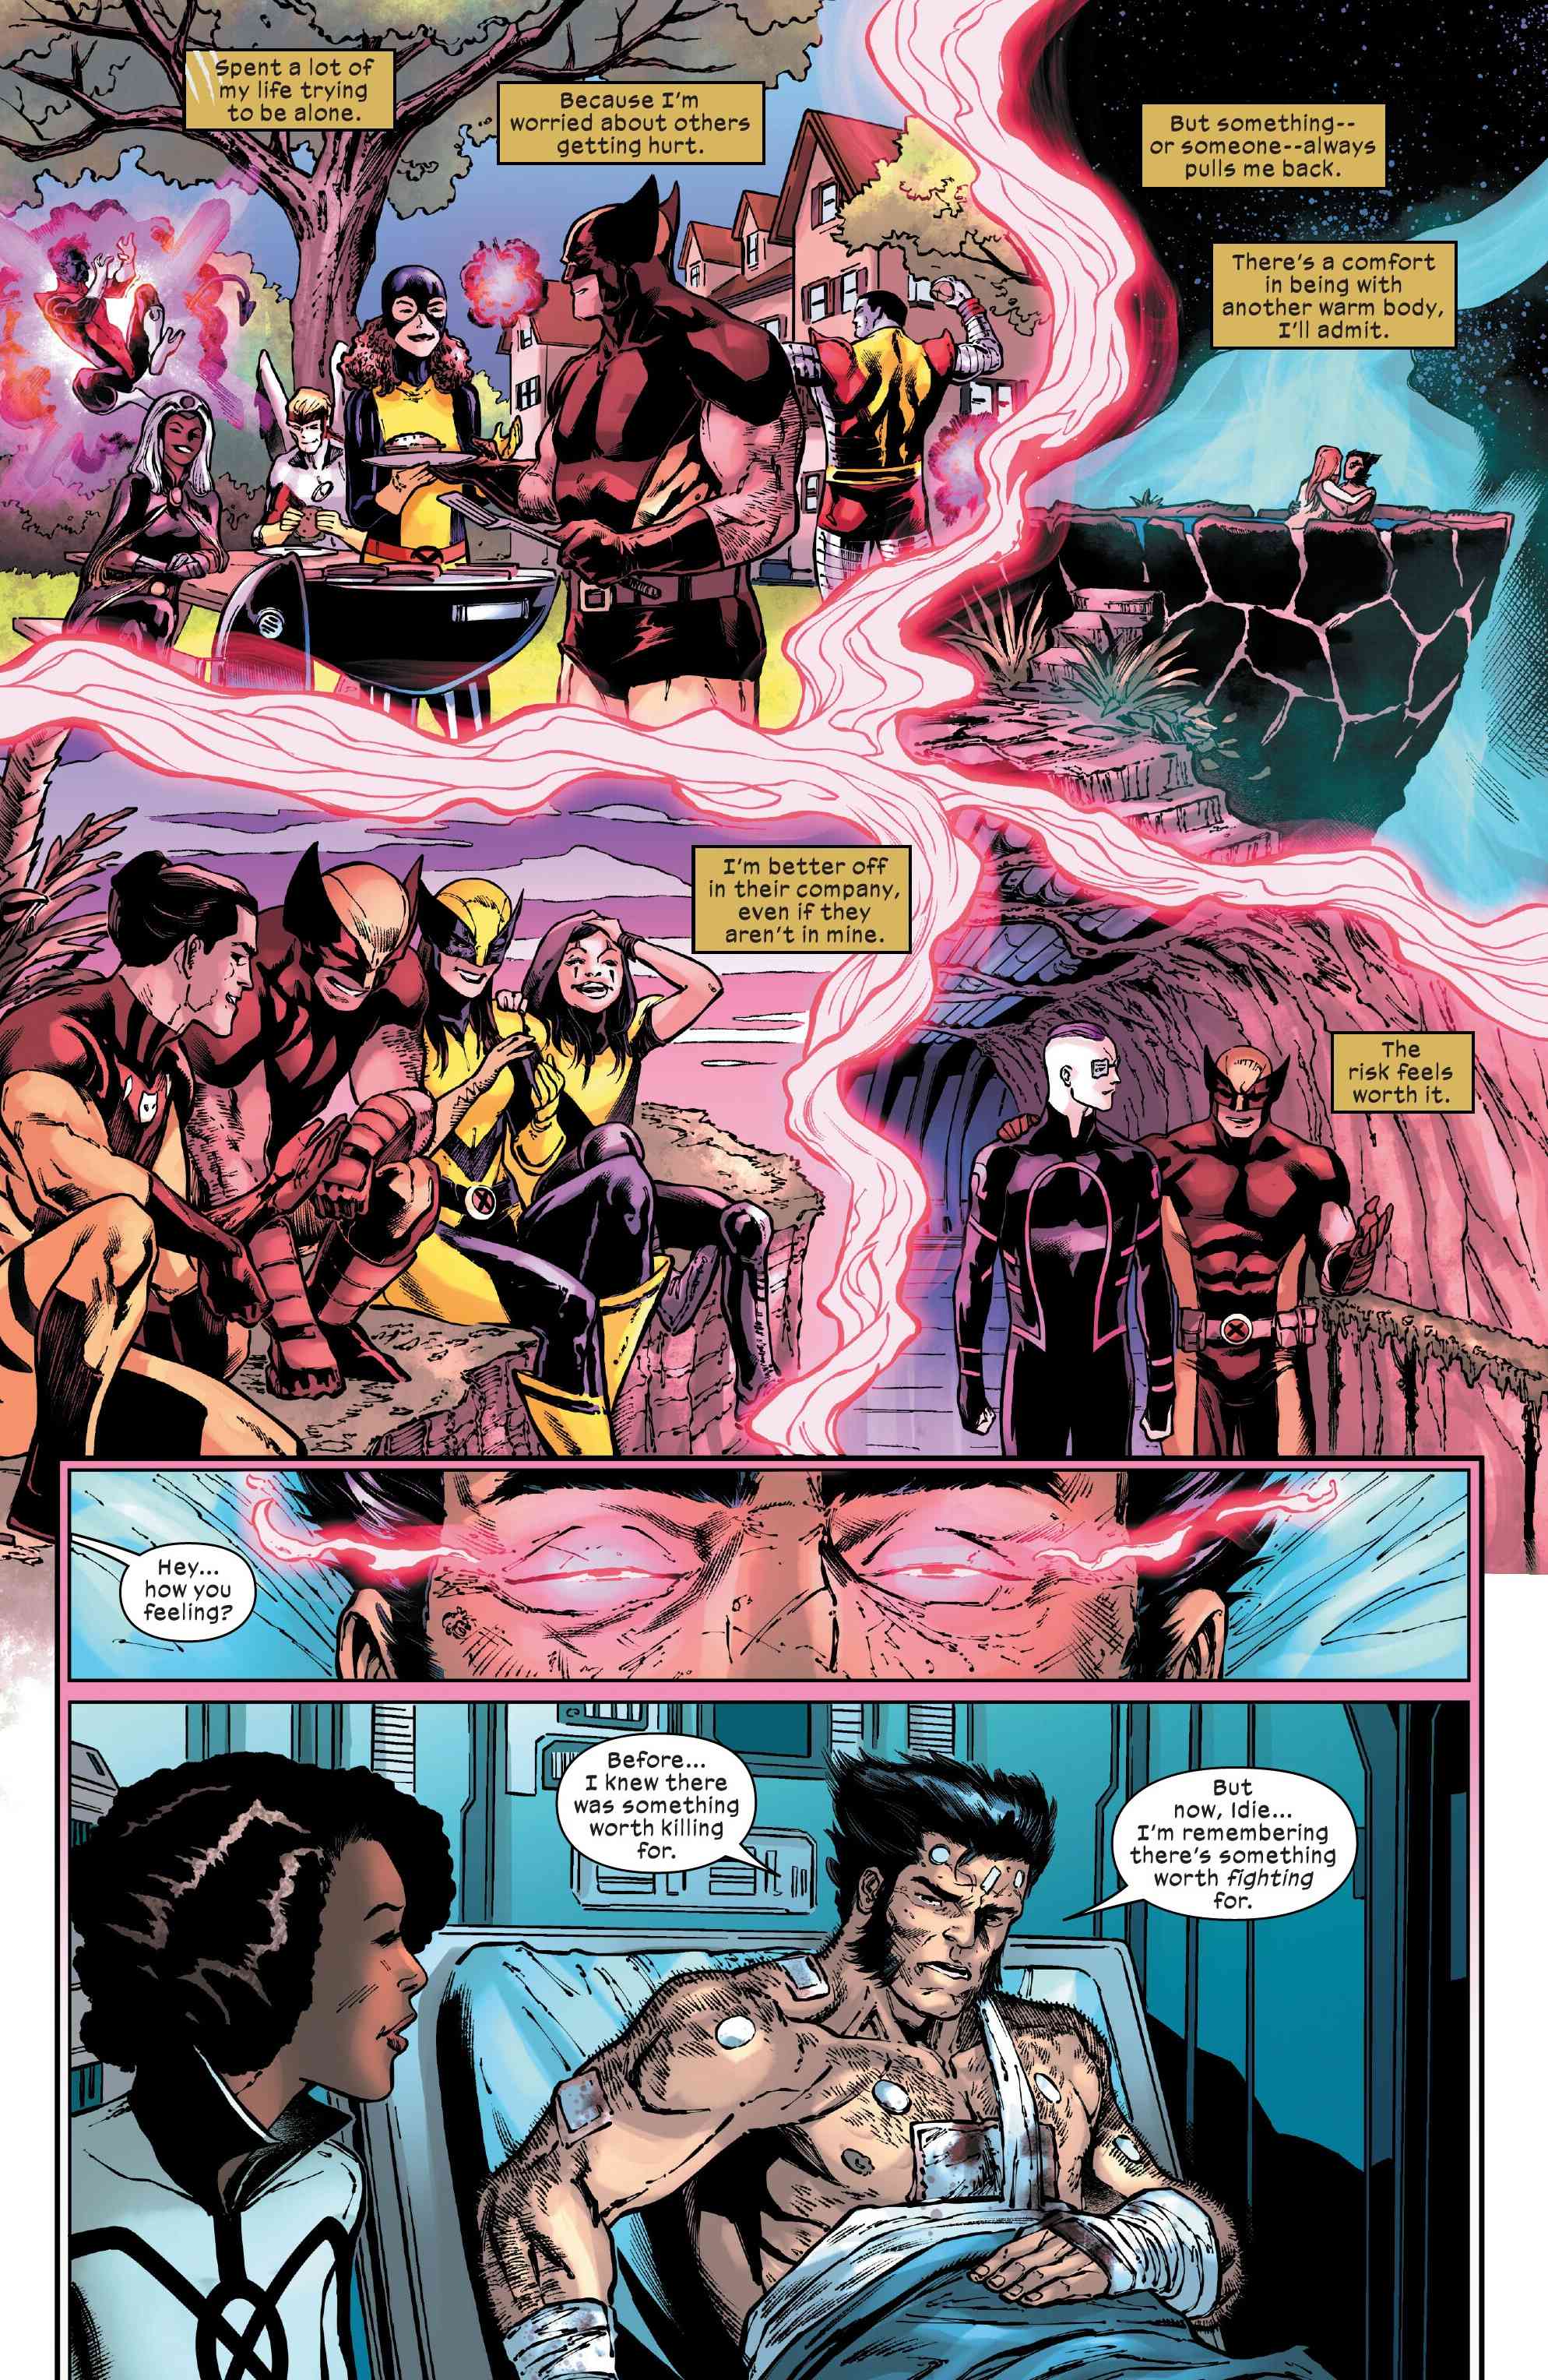 Spent a lot of
my life trying
to be alone.
Because I'm
worried about others
getting hurt.
But something--
or someone--always
pulls me back.
There's a comfort
in being with
another warm body,
I'll admit.
I'm better off
in their company,
even if they
aren't in mine.
The
risk feels
worth it.
Hey...
how you
feeling?
Before...
I knew there
was something
worth killing
for.
But
now, Idie...
I'm remembering
there's something
worth fighting
for.